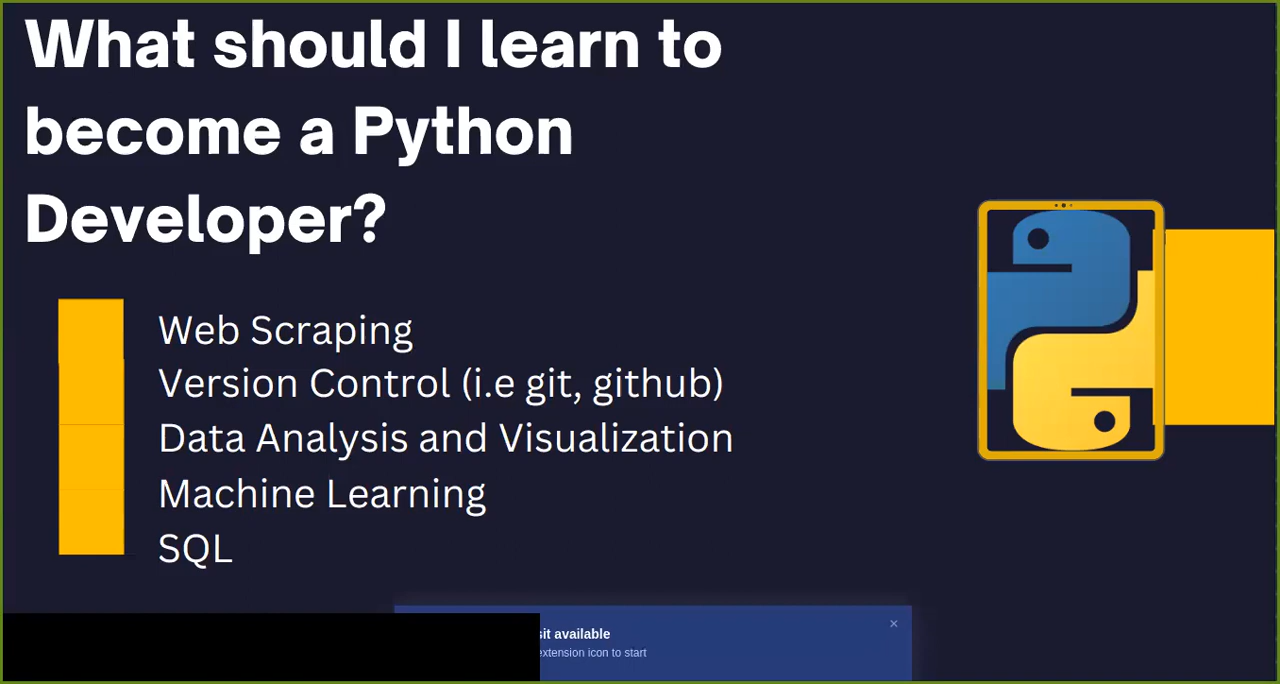 What should I learn to
become a Python
Developer?
Web Scraping
Version Control (i.e git, github)
Data Analysis and Visualization
Machine Learning
SQL
available
extension icon to start